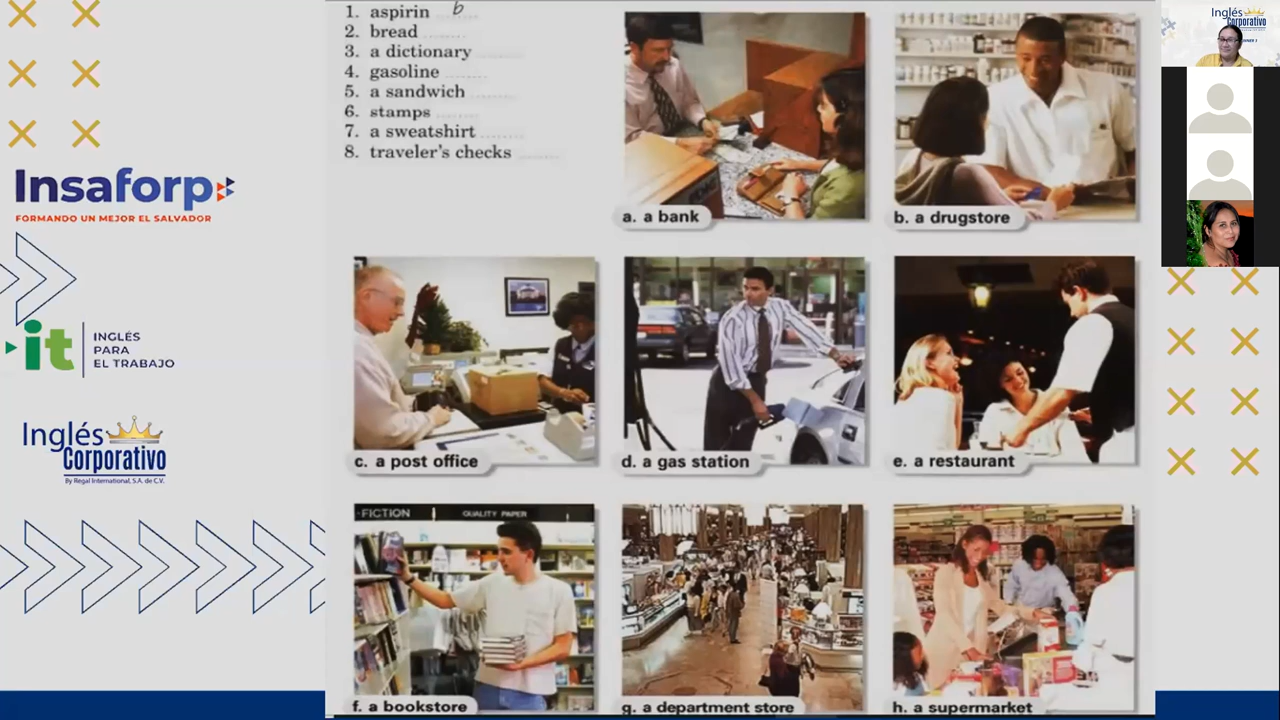 1. aspirin b
2. bread
3. a dictionary
4. gasoline
5. a sandwich
6. stamps
7. a sweatshirt
8. traveler's checks
a. a bank
b. a drugstore
c. a post office
d. a gas station
e. a restaurant
FICTION
QUALITY PAPER
f. a bookstore
g. a department store
h. a supermarket
Insaforp
FORMANDO UN MEJOR EL SALVADOR
it
INGLÉS
PARA
EL TRABAJO
Inglés
Corporativo
By Regal International, S.A. de C.V.
Inglés
Corporativo